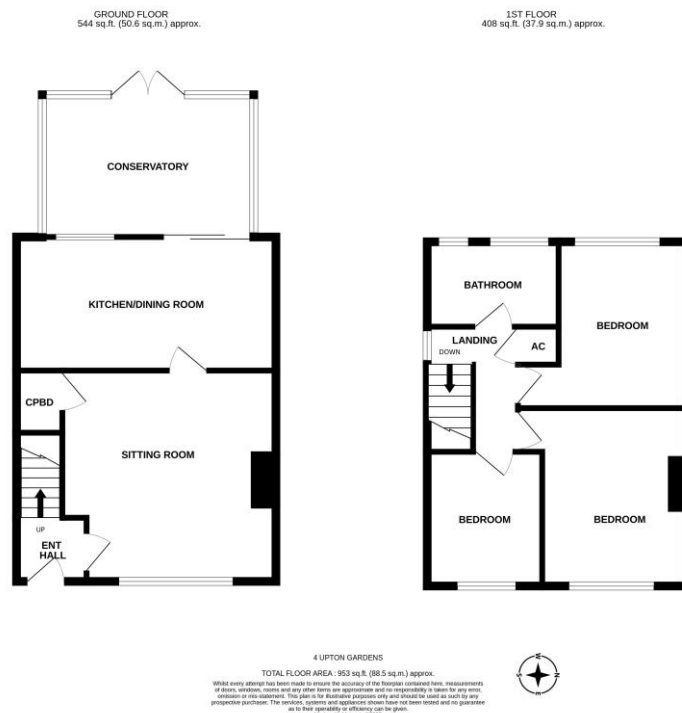 GROUND FLOOR
544 sq.ft. (50.6 sq.m.) approx.
1ST FLOOR
408 sq.ft. (37.9 sq.m.) approx.
CONSERVATORY
KITCHEN/DINING ROOM
CPBD
SITTING ROOM
UP
ENT
HALL
BATHROOM
LANDING
DOWN
AC
BEDROOM
BEDROOM
BEDROOM
4 UPTON GARDENS
TOTAL FLOOR AREA : 953 sq.ft. (88.5 sq.m.) approx.
Whilst every attempt has been made to ensure the accuracy of the floorplan contained here, measurements
of doors, windows, rooms and any other items are approximate and no responsibility is taken for any error,
omission or mis-statement. This plan is for illustrative purposes only and should be used as such by any
prospective purchaser. The services, systems and appliances shown have not been tested and no guarantee
as to their operability or efficiency can be given.
W
S
N
E